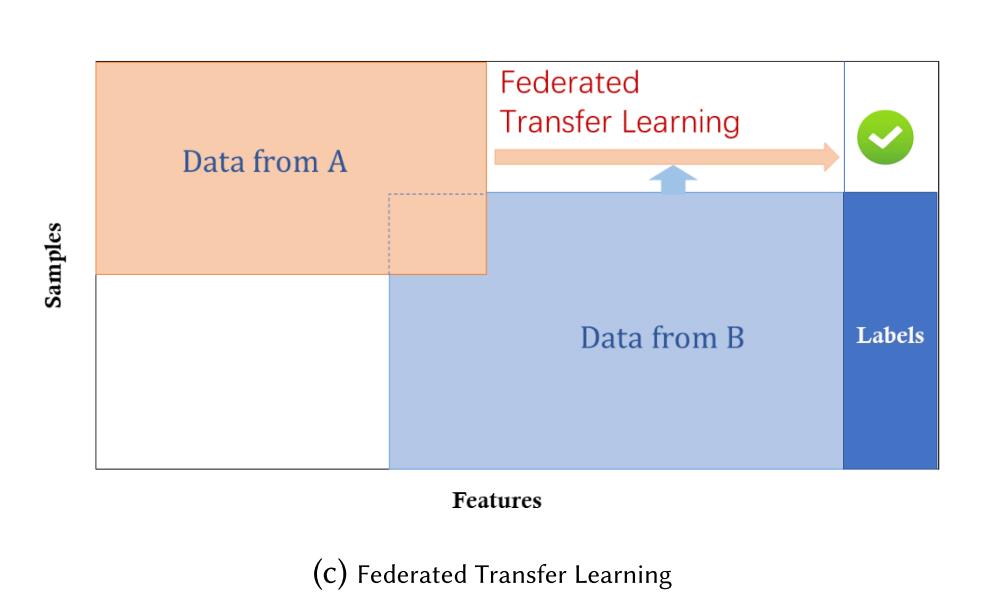 Federated
Transfer Learning
Data from A
Samples
Data from B
Labels
Features
(c) Federated Transfer Learning